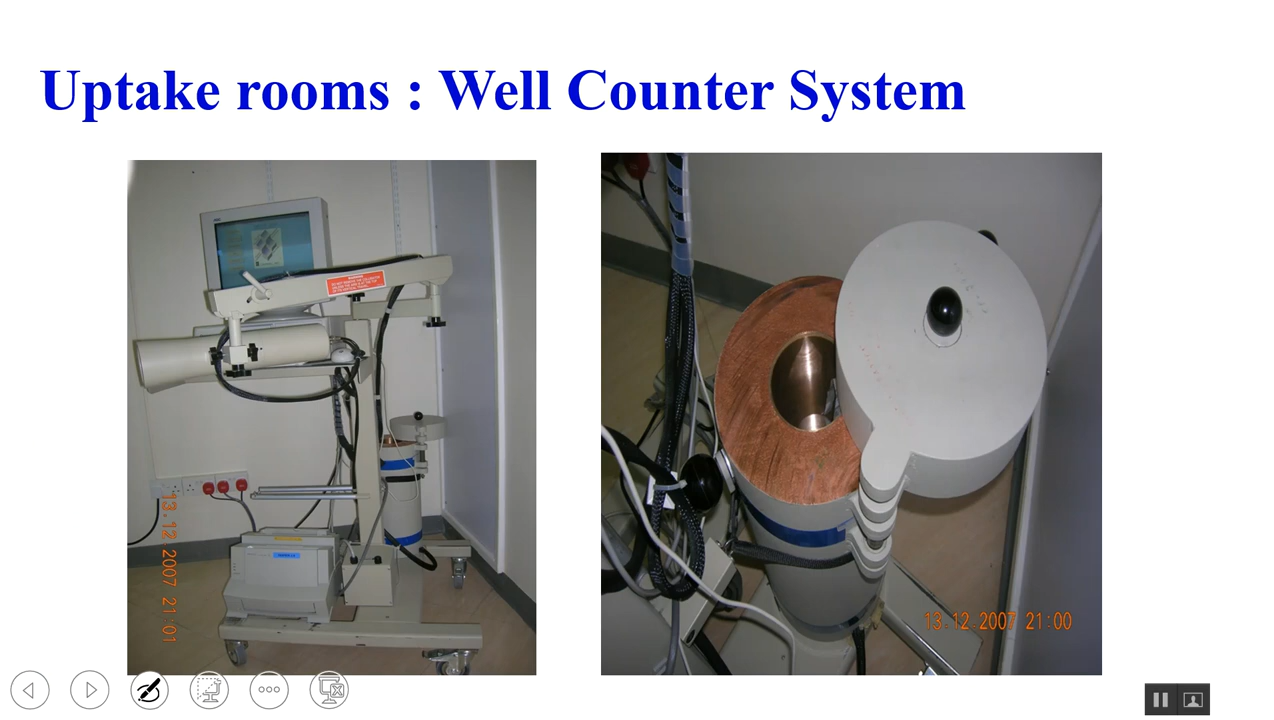 Uptake rooms : Well Counter System
13.12.2007 21:01
13.12.2007 21:00